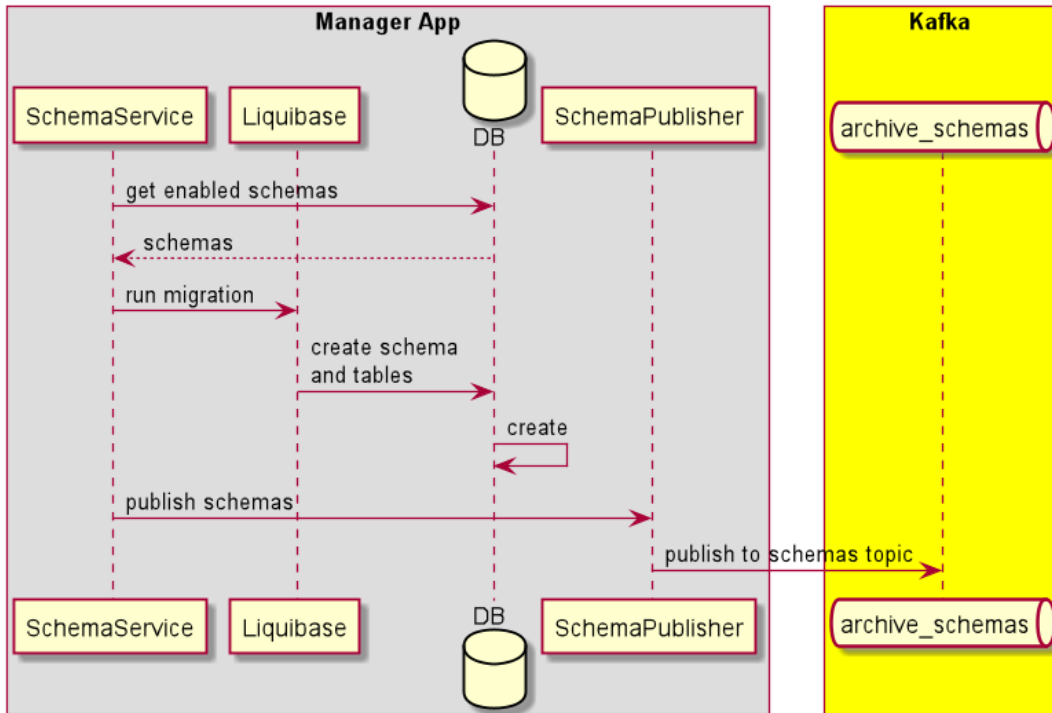 Manager App
Kafka
SchemaService
Liquibase
DB
SchemaPublisher
archive_schemas
get enabled schemas
schemas
run migration
create schema
and tables
create
publish schemas
publish to schemas topic
SchemaService
Liquibase
DB
SchemaPublisher
archive_schemas